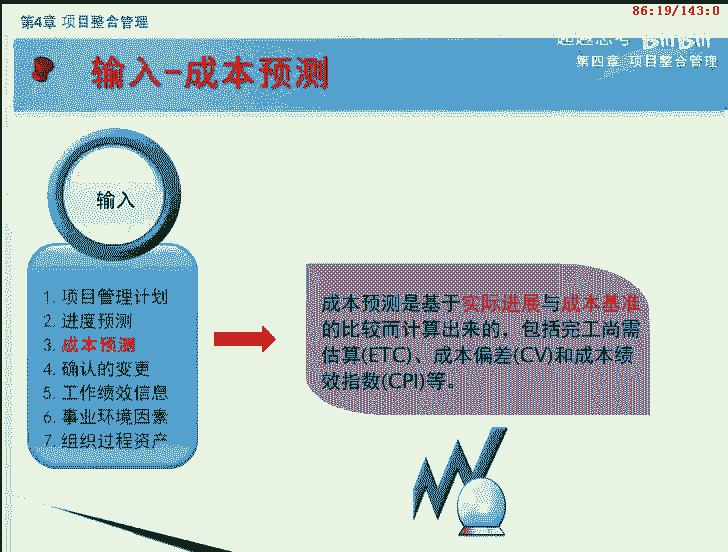 86:19/143:0
第4章 项目整合管理
BiliBili
第四章 项目整合管理
输入-成本预测
输入
1. 项目管理计划
2. 进度预测
3. 成本预测
4. 确认的变更
5. 工作绩效信息
6. 事业环境因素
7. 组织过程资产
成本预测是基于实际进展与成本基准
的比较而计算出来的，包括完工尚需
估算(ETC)、成本偏差(CV)和成本绩
效指数(CPI)等。